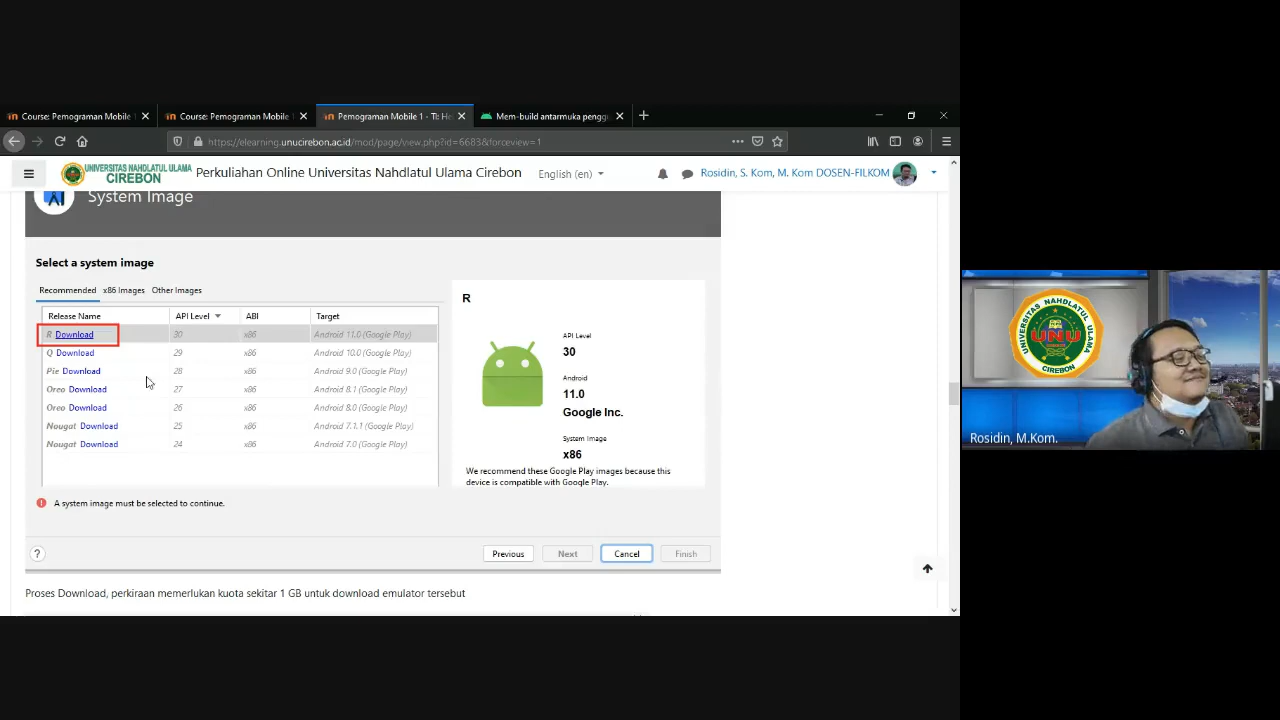 Course: Pemograman Mobile 1
Course: Pemograman Mobile 1
Pemograman Mobile 1 - TI: He
Mem-build antarmuka penggu
https://elearning.unucirebon.ac.id/mod/page/view.php?id=6683&forceview=1
UNIVERSITAS NAHDLATUL ULAMA
CIREBON
Perkuliahan Online Universitas Nahdlatul Ulama Cirebon
English (en)
Rosidin, S. Kom, M. Kom DOSEN-FILKOM
System Image
Select a system image
Recommended x86 Images Other Images
Release Name API Level ABI Target
R Download 30 x86 Android 11.0 (Google Play)
Q Download 29 x86 Android 10.0 (Google Play)
Pie Download 28 x86 Android 9.0 (Google Play)
Oreo Download 27 x86 Android 8.1 (Google Play)
Oreo Download 26 x86 Android 8.0 (Google Play)
Nougat Download 25 x86 Android 7.1.1 (Google Play)
Nougat Download 24 x86 Android 7.0 (Google Play)
R
API Level
30
Android
11.0
Google Inc.
System Image
x86
We recommend these Google Play images because this
device is compatible with Google Play.
A system image must be selected to continue.
?
Previous Next Cancel Finish
Proses Download, perkiraan memerlukan kuota sekitar 1 GB untuk download emulator tersebut
UNIVERSITAS NAHDLATUL ULAMA
UNU
CIREBON
Rosidin, M.Kom.